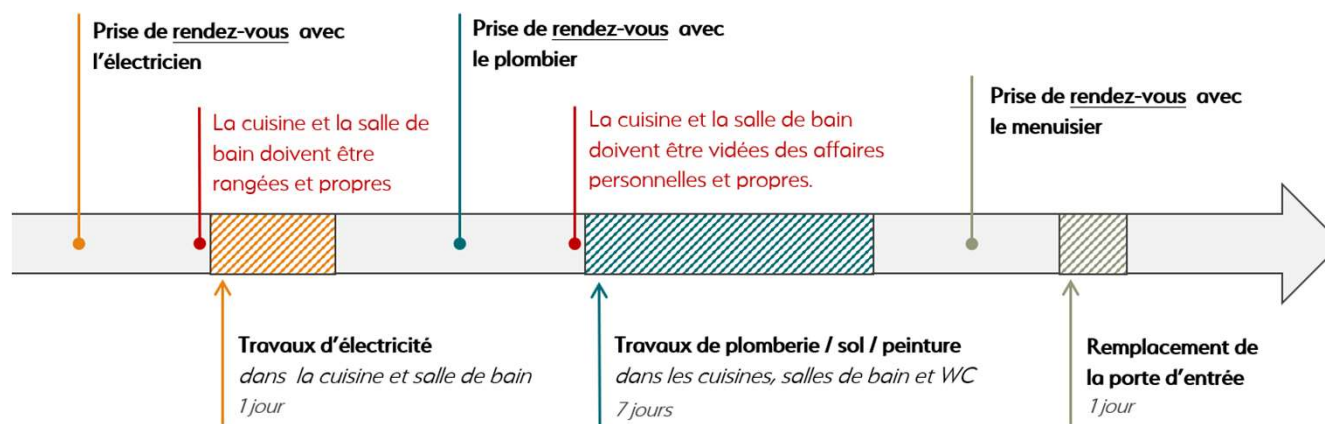 Prise de rendez-vous avec
l'électricien
La cuisine et la salle de
bain doivent être
rangées et propres
Prise de rendez-vous avec
le plombier
La cuisine et la salle de bain
doivent être vidées des affaires
personnelles et propres.
Prise de rendez-vous avec
le menuisier
Travaux d'électricité
dans la cuisine et salle de bain
1 jour
Travaux de plomberie / sol / peinture
dans les cuisines, salles de bain et WC
7 jours
Remplacement de
la porte d'entrée
1 jour